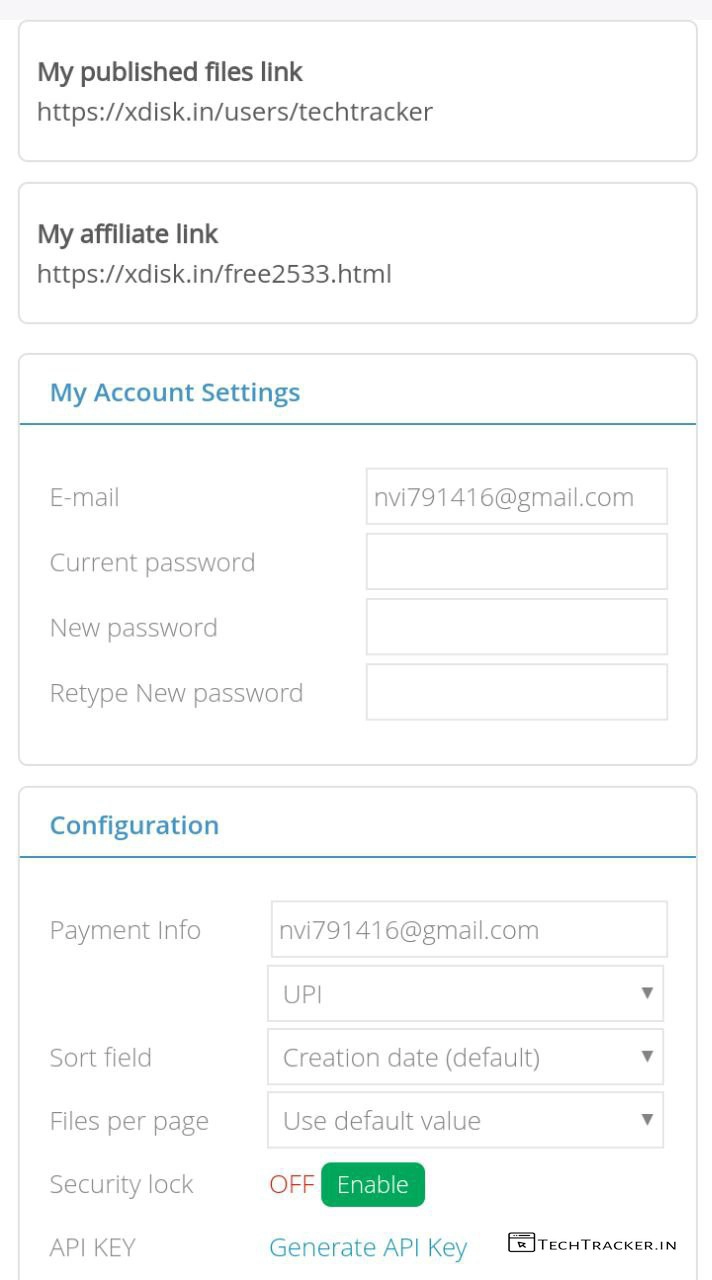 My published files link
https://xdisk.in/users/techtracker
My affiliate link
https://xdisk.in/free2533.html
My Account Settings
E-mail nvi791416@gmail.com
Current password
New password
Retype New password
Configuration
Payment Info nvi791416@gmail.com
UPI
Sort field Creation date (default)
Files per page Use default value
Security lock OFF Enable
API KEY Generate API Key TECHTRACKER.IN